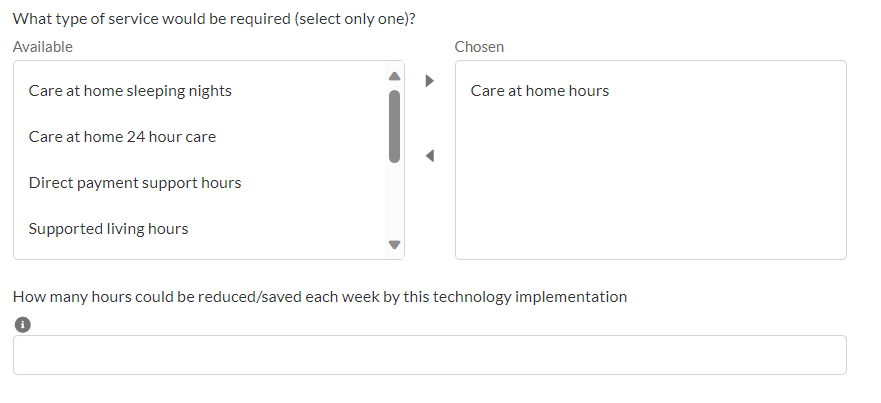 What type of service would be required (select only one)?
Available
Chosen
Care at home sleeping nights
Care at home 24 hour care
Direct payment support hours
Supported living hours
Care at home hours
How many hours could be reduced/saved each week by this technology implementation
i